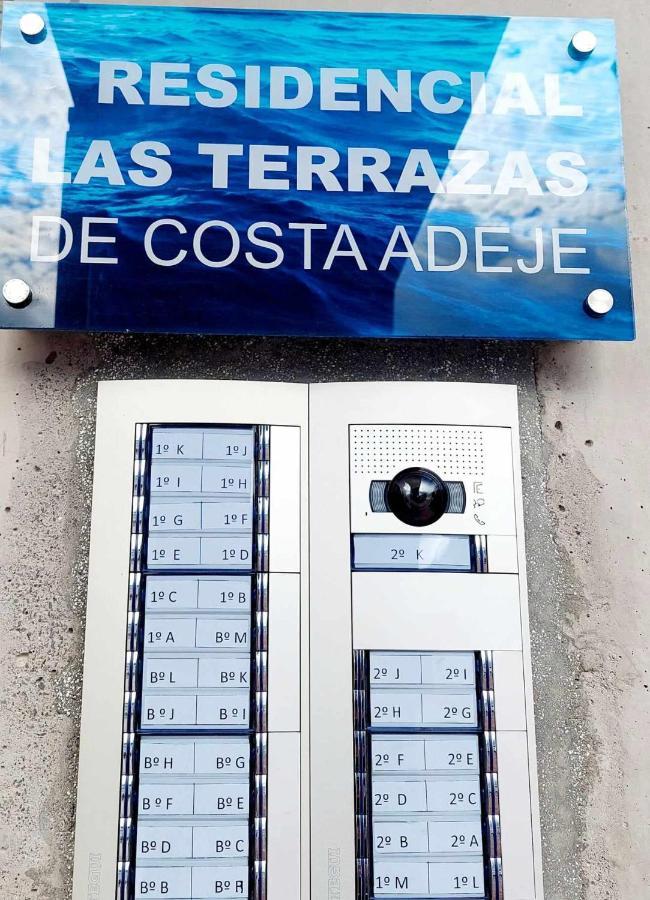 RESIDENCIAL
LAS TERRAZAS
DE COSTA ADEJE
1º K 1º J
1º I 1º H
1º G 1º F
1º E 1º D
1º C 1º B
1º A Bº M
Bº L Bº K
Bº J Bº I
Bº H Bº G
Bº F Bº E
Bº D Bº C
Bº B
2º K
2º J 2º I
2º H 2º G
2º F 2º E
2º D 2º C
2º B 2º A
1º M 1º L